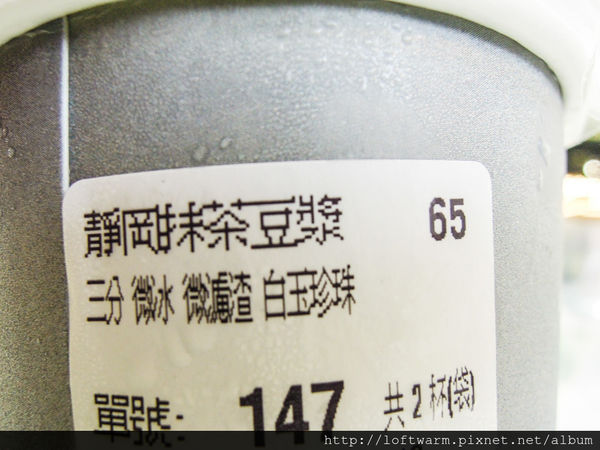 靜岡抹茶豆漿 65
三分 微冰 微濾渣 白玉珍珠
單號: 147 共2杯(袋)
http://loftwarm.pixnet.net/album